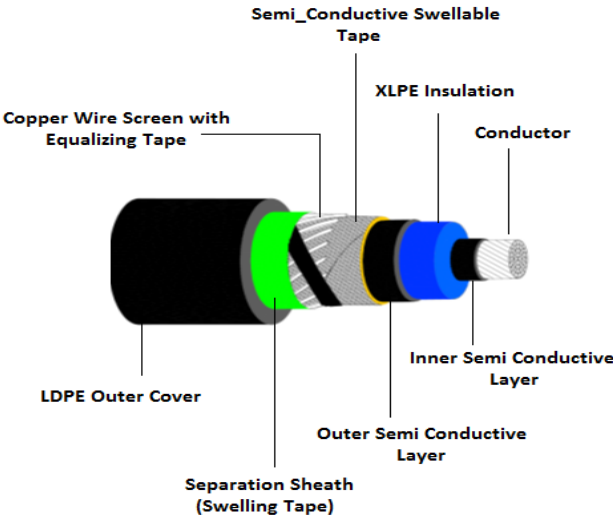 Semi_Conductive Swellable
Tape
XLPE Insulation
Copper Wire Screen with
Equalizing Tape
Conductor
Inner Semi Conductive
Layer
LDPE Outer Cover
Outer Semi Conductive
Layer
Separation Sheath
(Swelling Tape)